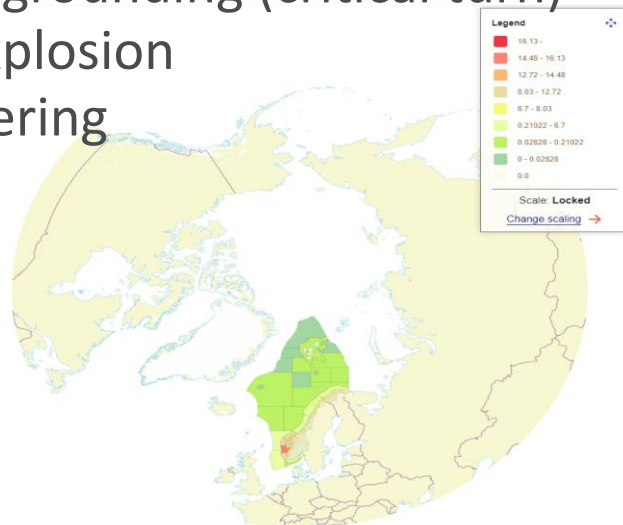 grounding (critical turn)
xplosion
ering
Legend
16.13 -
14.48 - 16.13
12.72 - 14.48
8.03 - 12.72
6.7 - 8.03
0.21022 - 6.7
0.02828 - 0.21022
0 - 0.02828
0.0
Scale: Locked
Change scaling →